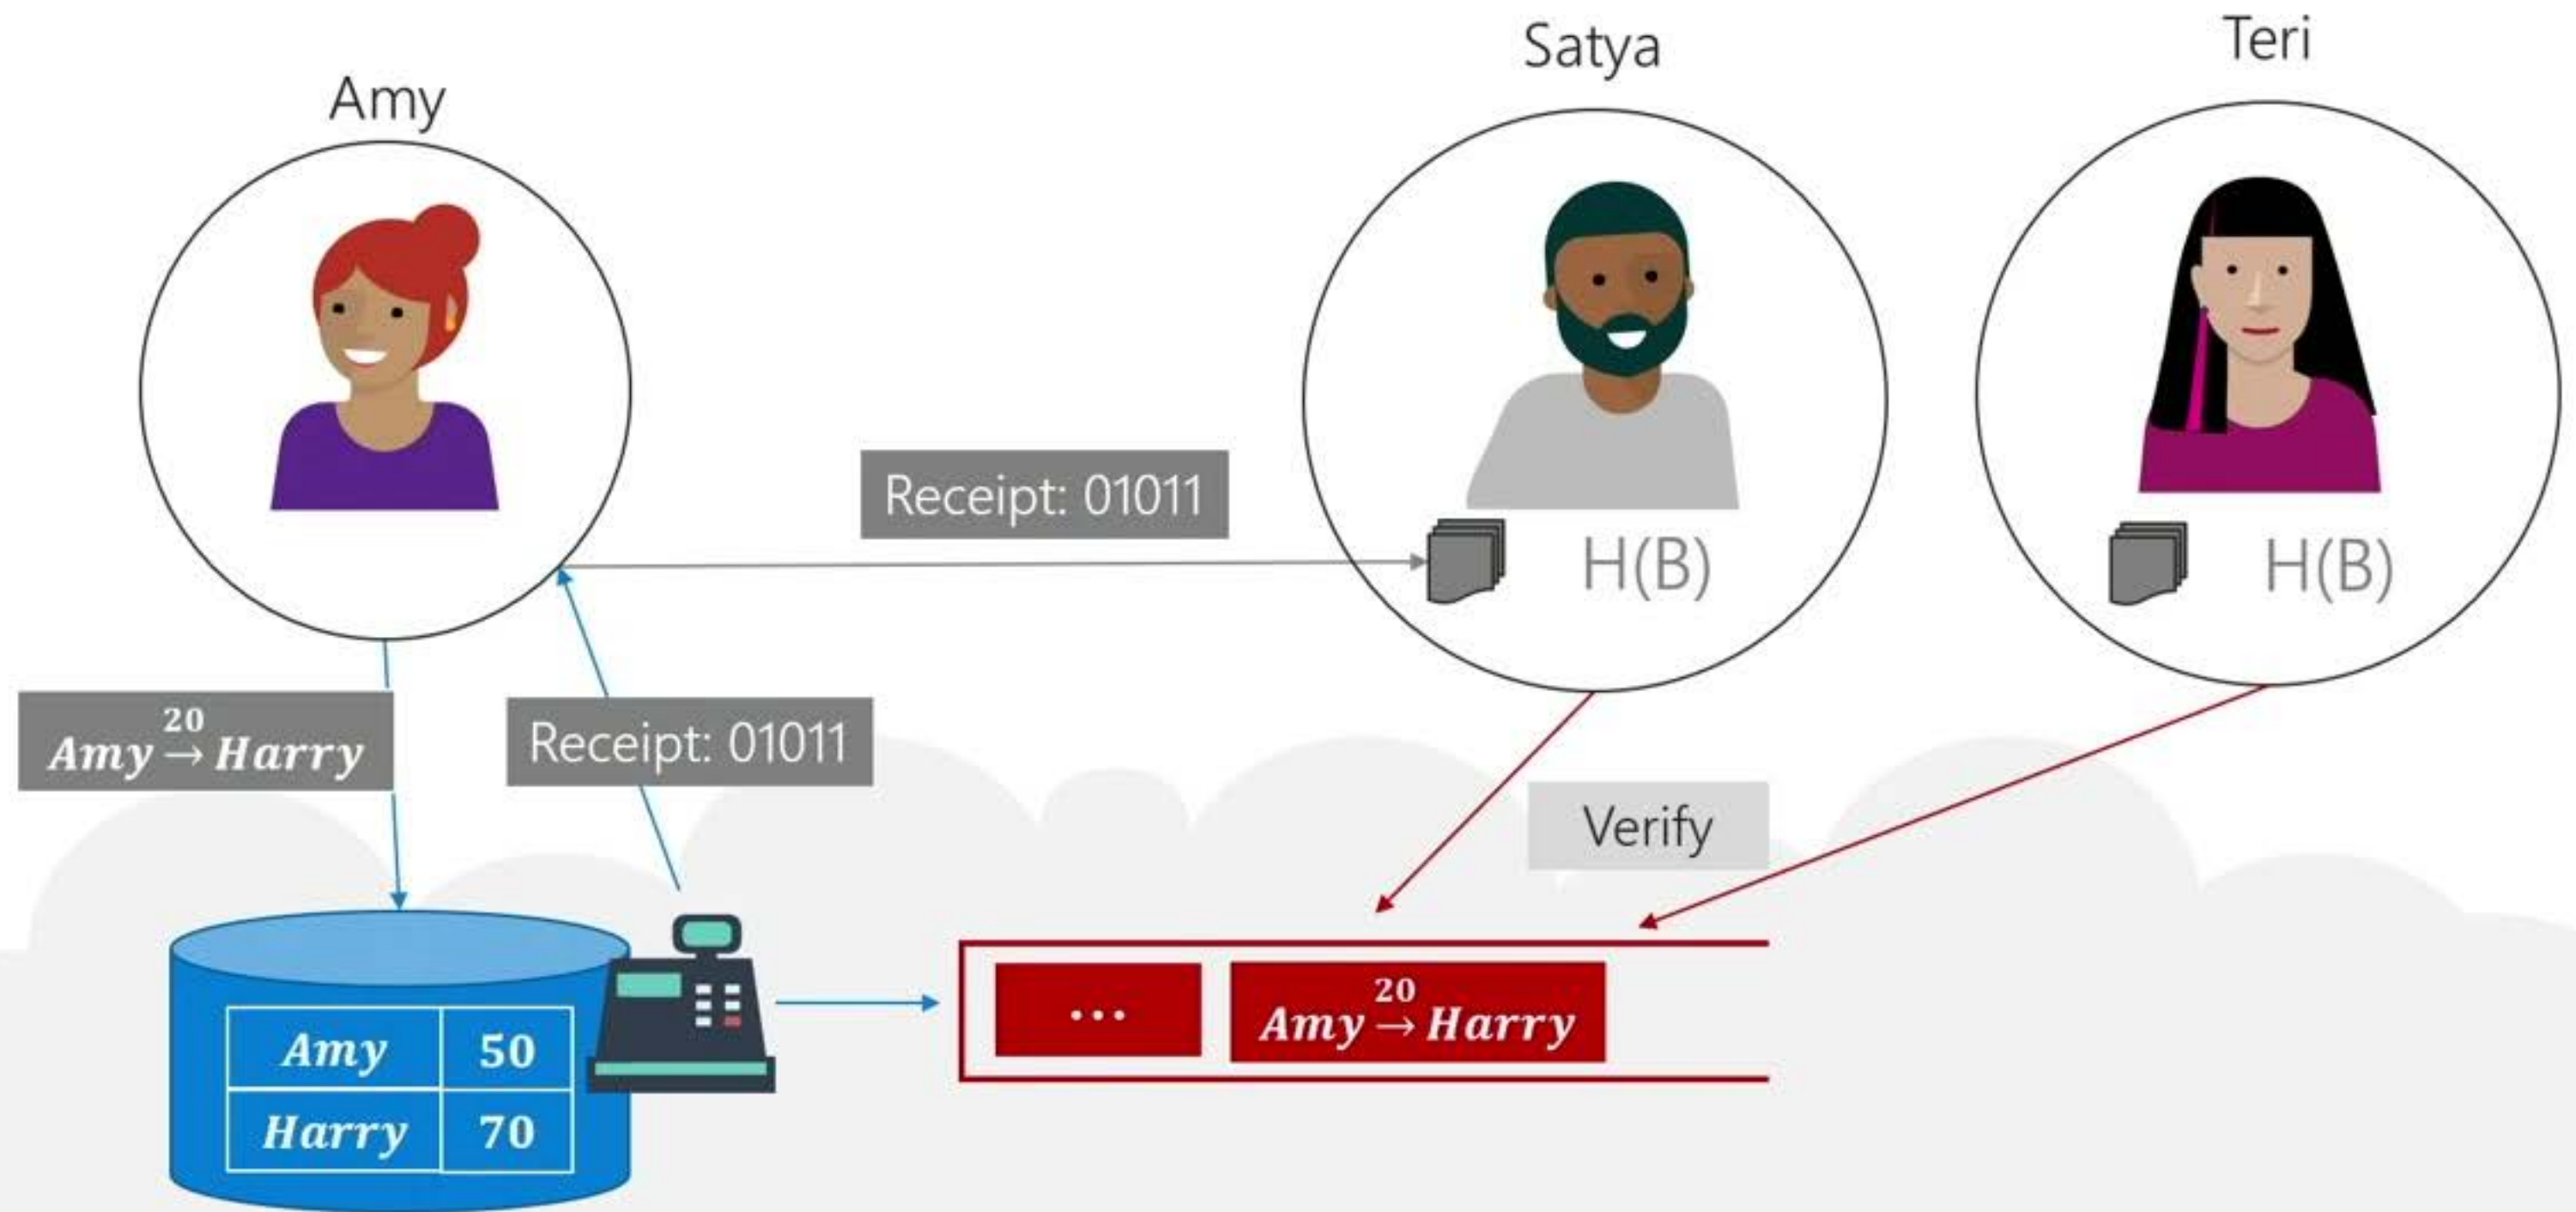 Amy
Satya
Teri
Receipt: 01011
H(B)
H(B)
20
Amy → Harry
Receipt: 01011
Verify
...
20
Amy → Harry
Amy 50
Harry 70